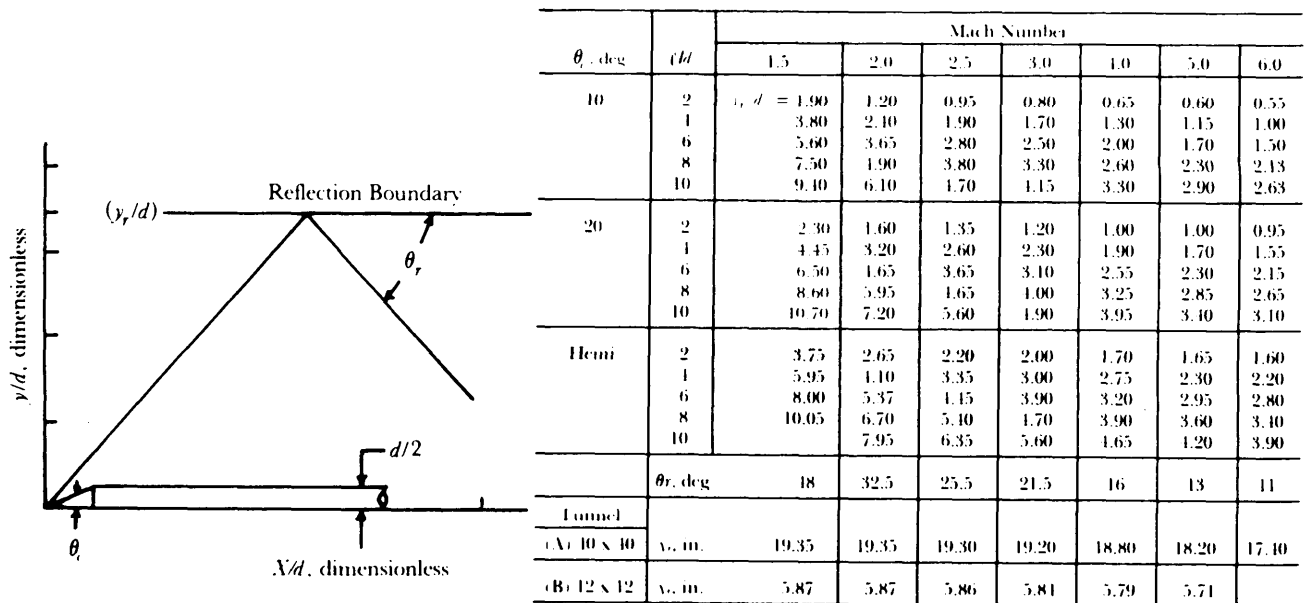 (yᵣ/d)
Reflection Boundary
θᵣ
y/d, dimensionless
d/2
θ꜀
X/d, dimensionless
Mach Number
θ꜀, deg ℓ/d 1.5 2.0 2.5 3.0 4.0 5.0 6.0
10 2 = 1.90 1.20 0.95 0.80 0.65 0.60 0.55
4 3.80 2.40 1.90 1.70 1.30 1.15 1.00
6 5.60 3.65 2.80 2.50 2.00 1.70 1.50
8 7.50 4.90 3.80 3.30 2.60 2.30 2.13
10 9.40 6.10 4.70 4.15 3.30 2.90 2.63
20 2 2.30 1.60 1.35 1.20 1.00 1.00 0.95
4 4.45 3.20 2.60 2.30 1.90 1.70 1.55
6 6.50 4.65 3.65 3.10 2.55 2.30 2.15
8 8.60 5.95 4.65 4.00 3.25 2.85 2.65
10 10.70 7.20 5.60 4.90 3.95 3.40 3.10
Hemi 2 3.75 2.65 2.20 2.00 1.70 1.65 1.60
4 5.95 4.10 3.35 3.00 2.75 2.30 2.20
6 8.00 5.37 4.45 3.90 3.20 2.95 2.80
8 10.05 6.70 5.40 4.70 3.90 3.60 3.40
10 7.95 6.35 5.60 4.65 4.20 3.90
θr, deg 48 32.5 25.5 21.5 16 13 11
Tunnel
(A) 40 x 40 yᵣ, in. 19.35 19.35 19.30 19.20 18.80 18.20 17.40
(B) 12 x 12 yᵣ, in. 5.87 5.87 5.86 5.84 5.79 5.71